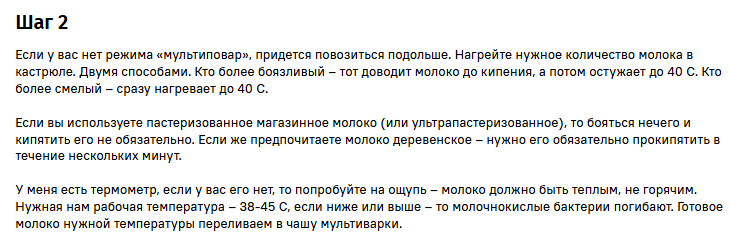 Шаг 2
Если у вас нет режима «мультиповар», придется повозиться подольше. Нагрейте нужное количество молока в
кастрюле. Двумя способами. Кто более боязливый – тот доводит молоко до кипения, а потом остужает до 40 С. Кто
более смелый – сразу нагревает до 40 С.
Если вы используете пастеризованное магазинное молоко (или ультрапастеризованное), то бояться нечего и
кипятить его не обязательно. Если же предпочитаете молоко деревенское – нужно его обязательно прокипятить в
течение нескольких минут.
У меня есть термометр, если у вас его нет, то попробуйте на ощупь – молоко должно быть теплым, не горячим.
Нужная нам рабочая температура – 38-45 С, если ниже или выше – то молочнокислые бактерии погибают. Готовое
молоко нужной температуры переливаем в чашу мультиварки.